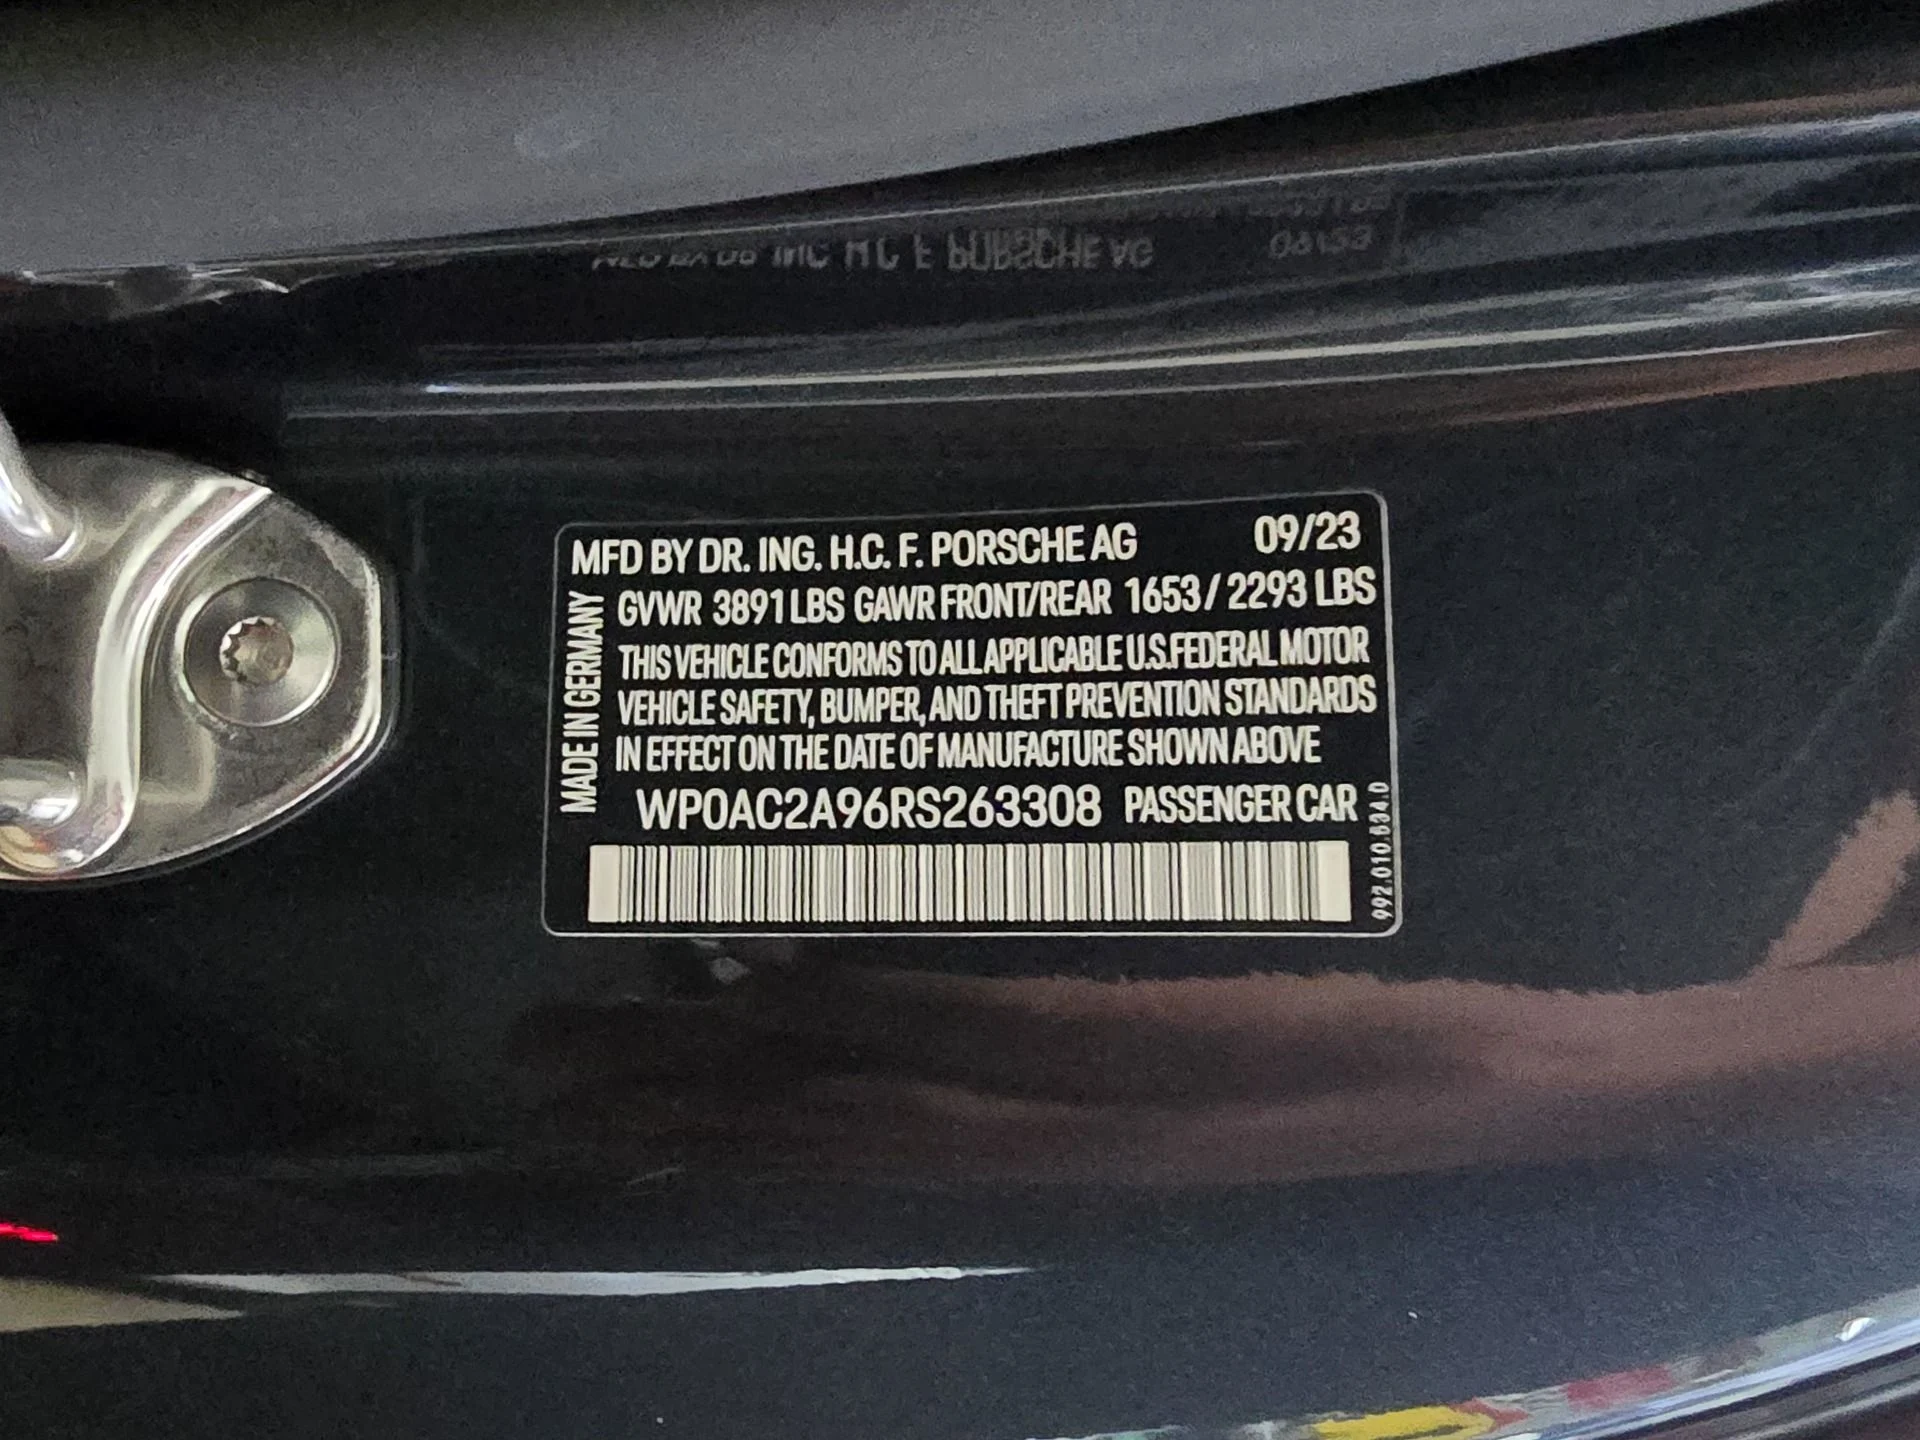 MFD BY DR. ING. H.C. F. PORSCHE AG 09/23
GVWR 3891 LBS GAWR FRONT/REAR 1653 / 2293 LBS
THIS VEHICLE CONFORMS TO ALL APPLICABLE U.S.FEDERAL MOTOR
VEHICLE SAFETY, BUMPER, AND THEFT PREVENTION STANDARDS
IN EFFECT ON THE DATE OF MANUFACTURE SHOWN ABOVE
WP0AC2A96RS263308 PASSENGER CAR
MADE IN GERMANY
992.010.634.0